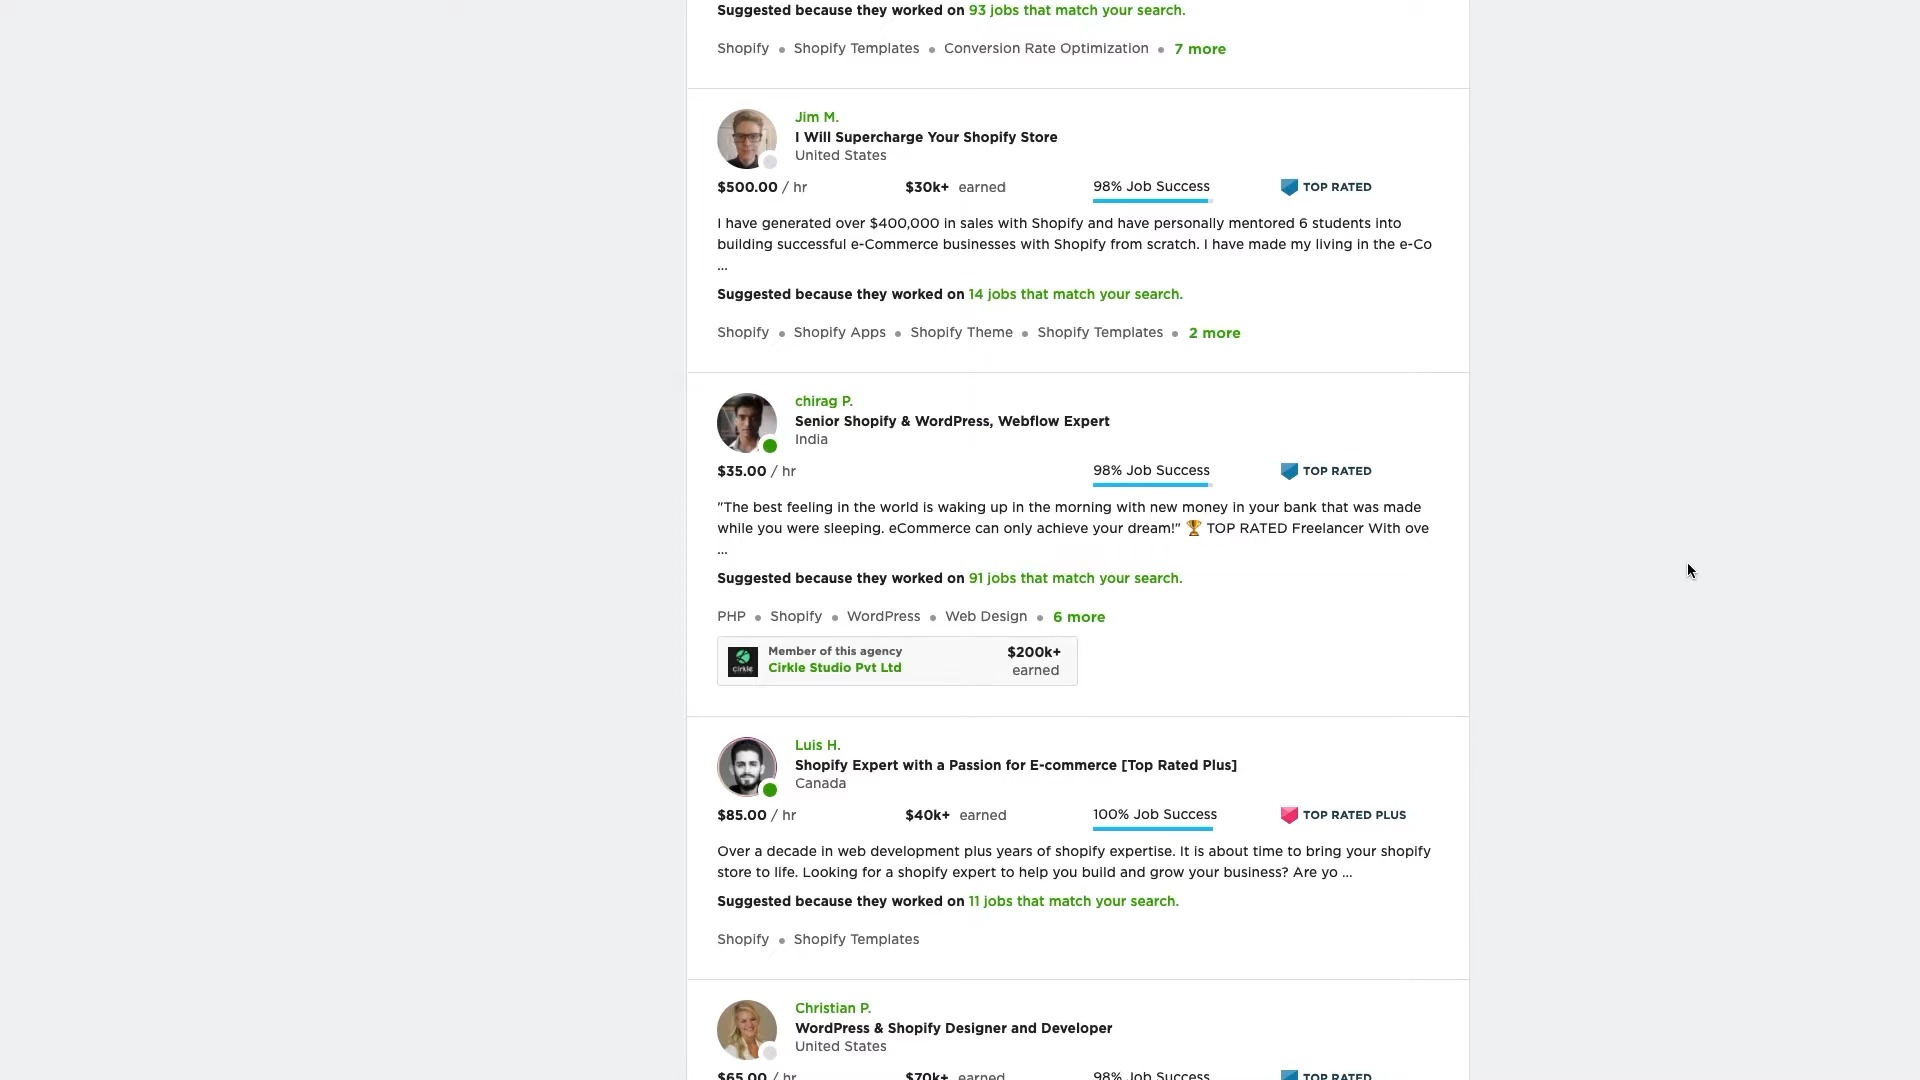 Suggested because they worked on 93 jobs that match your search.
Shopify • Shopify Templates • Conversion Rate Optimization • 7 more
Jim M.
I Will Supercharge Your Shopify Store
United States
$500.00 / hr $30k+ earned 98% Job Success TOP RATED
I have generated over $400,000 in sales with Shopify and have personally mentored 6 students into
building successful e-Commerce businesses with Shopify from scratch. I have made my living in the e-Co
...
Suggested because they worked on 14 jobs that match your search.
Shopify • Shopify Apps • Shopify Theme • Shopify Templates • 2 more
chirag P.
Senior Shopify & WordPress, Webflow Expert
India
$35.00 / hr 98% Job Success TOP RATED
"The best feeling in the world is waking up in the morning with new money in your bank that was made
while you were sleeping. eCommerce can only achieve your dream!" 🏆 TOP RATED Freelancer With ove
...
Suggested because they worked on 91 jobs that match your search.
PHP • Shopify • WordPress • Web Design • 6 more
cirkle
Member of this agency $200k+
Cirkle Studio Pvt Ltd earned
Luis H.
Shopify Expert with a Passion for E-commerce [Top Rated Plus]
Canada
$85.00 / hr $40k+ earned 100% Job Success TOP RATED PLUS
Over a decade in web development plus years of shopify expertise. It is about time to bring your shopify
store to life. Looking for a shopify expert to help you build and grow your business? Are yo ...
Suggested because they worked on 11 jobs that match your search.
Shopify • Shopify Templates
Christian P.
WordPress & Shopify Designer and Developer
United States
$65.00 / hr $70k+ earned 98% Job Success TOP RATED